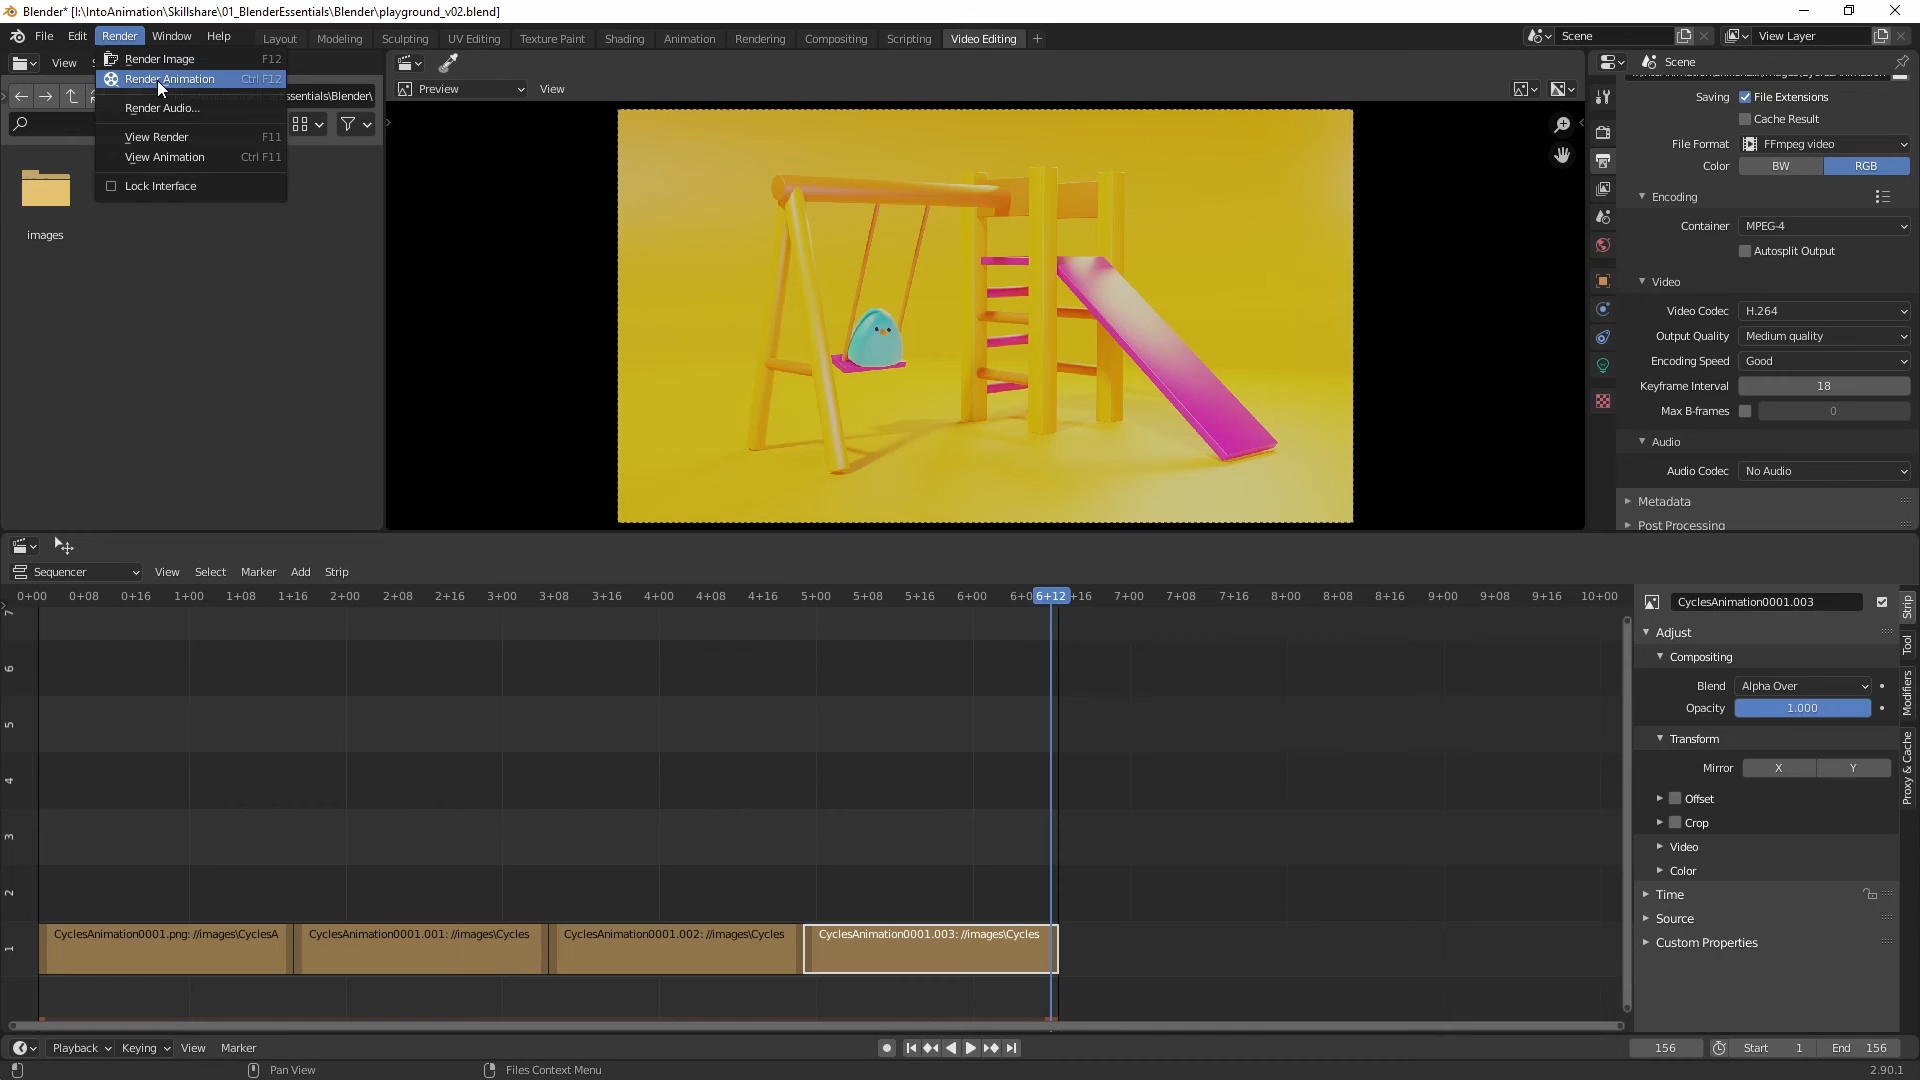 Blender* [I:\IntoAnimation\Skillshare\01_BlenderEssentials\Blender\playground_v02.blend]
File Edit Render Window Help
Layout Modeling Sculpting UV Editing Texture Paint Shading Animation Rendering Compositing Scripting Video Editing
Scene
View Layer
View
Render Image F12
Render Animation Ctrl F12
Render Audio...
View Render F11
View Animation Ctrl F11
Lock Interface
Essentials\Blender\
images
Preview View
Scene
Saving File Extensions
Cache Result
File Format FFmpeg video
Color BW RGB
Encoding
Container MPEG-4
Autosplit Output
Video
Video Codec H.264
Output Quality Medium quality
Encoding Speed Good
Keyframe Interval 18
Max B-frames 0
Audio
Audio Codec No Audio
Metadata
Post Processing
Sequencer View Select Marker Add Strip
0+00 0+08 0+16 1+00 1+08 1+16 2+00 2+08 2+16 3+00 3+08 3+16 4+00 4+08 4+16 5+00 5+08 5+16 6+00 6+12 +16 7+00 7+08 7+16 8+00 8+08 8+16 9+00 9+08 9+16 10+00
7
6
5
4
3
2
1
CyclesAnimation0001.png: //images\CyclesA
CyclesAnimation0001.001: //images\Cycles
CyclesAnimation0001.002: //images\Cycles
CyclesAnimation0001.003: //images\Cycles
CyclesAnimation0001.003
Adjust
Compositing
Blend Alpha Over
Opacity 1.000
Transform
Mirror X Y
Offset
Crop
Video
Color
Time
Source
Custom Properties
Strip
Tool
Modifiers
Proxy & Cache
Playback Keying View Marker
156 Start 1 End 156
Pan View
Files Context Menu
2.90.1